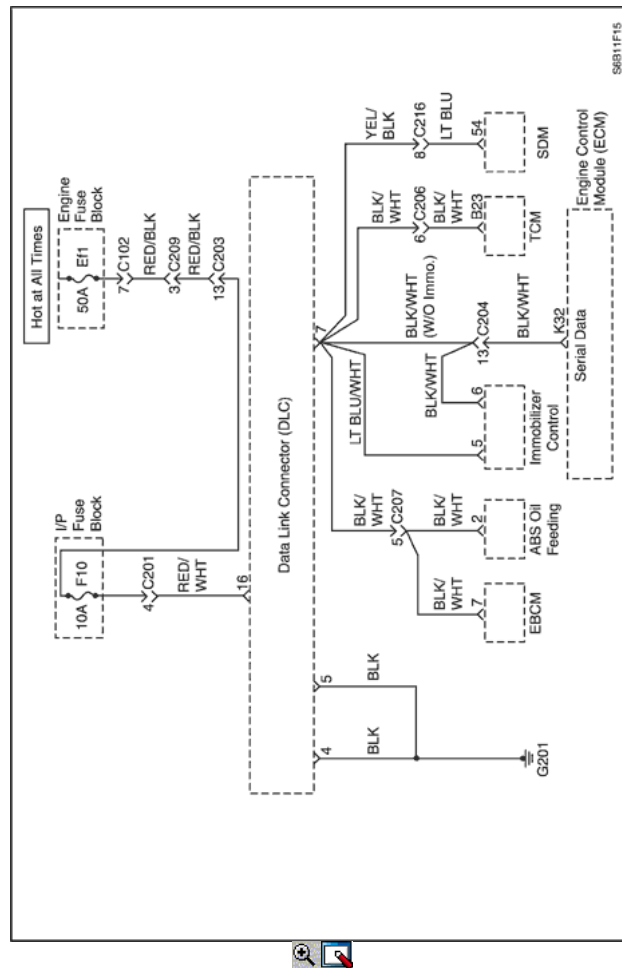 Hot at All Times
I/P
Fuse
Block
F10
10A
Engine
Fuse
Block
Ef1
50A
7 C102
RED/BLK
3 C209
RED/BLK
13 C203
4 C201
RED/
WHT
16
Data Link Connector (DLC)
4
5
7
BLK
BLK
G201
BLK/
WHT
5 C207
BLK/
WHT
BLK/
WHT
7
2
EBCM
ABS Oil
Feeding
LT BLU/WHT
BLK/WHT
5
6
Immobilizer
Control
BLK/WHT
(W/O Immo.)
13 C204
BLK/WHT
K32
Serial Data
Engine Control
Module (ECM)
BLK/
WHT
6 C206
BLK/
WHT
B23
TCM
YEL/
BLK
8 C216
LT BLU
54
SDM
S6B11F15